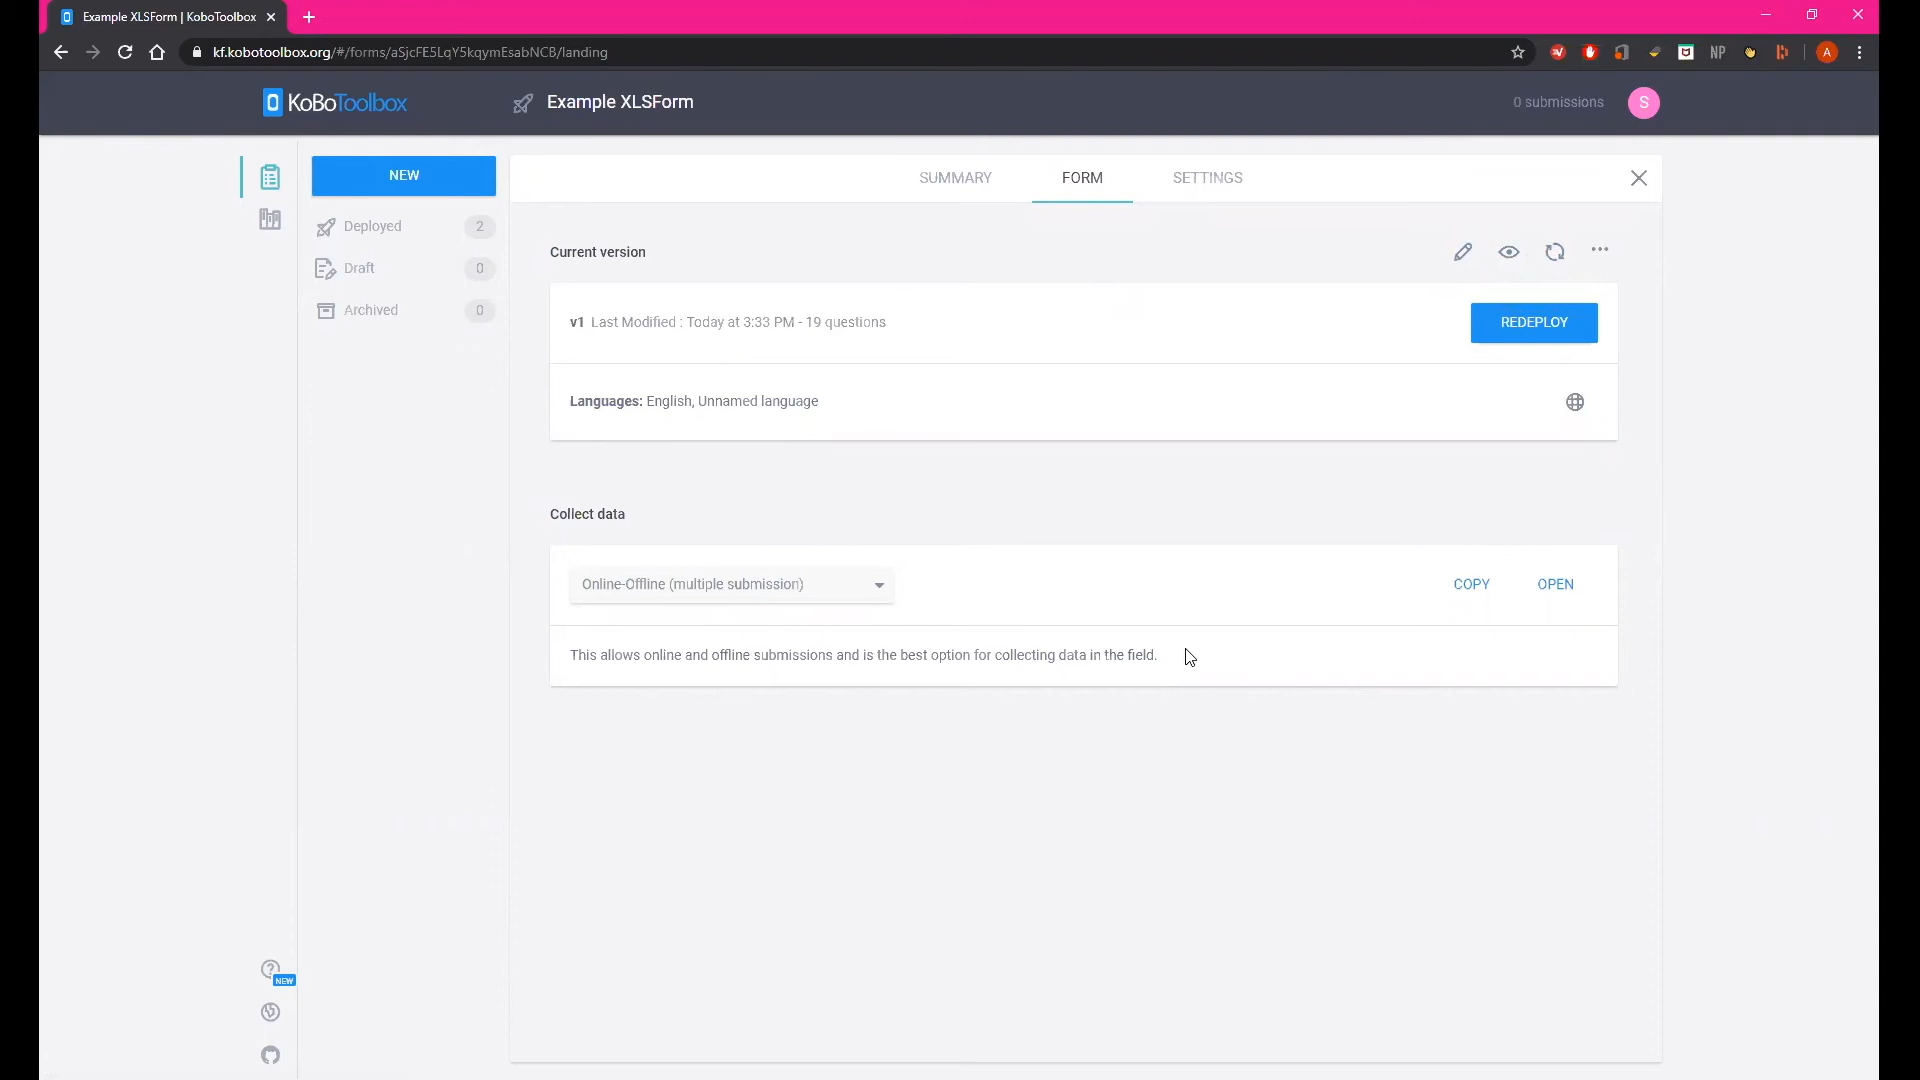 Example XLSForm | KoboToolbox
kf.kobotoolbox.org/#/forms/aSjcFE5LqY5kqymEsabNCB/landing
NP
A
KoBoToolbox
Example XLSForm
0 submissions
S
NEW
SUMMARY
FORM
SETTINGS
Deployed 2
Draft 0
Archived 0
Current version
v1 Last Modified : Today at 3:33 PM - 19 questions
REDEPLOY
Languages: English, Unnamed language
Collect data
Online-Offline (multiple submission)
COPY
OPEN
This allows online and offline submissions and is the best option for collecting data in the field.
NEW